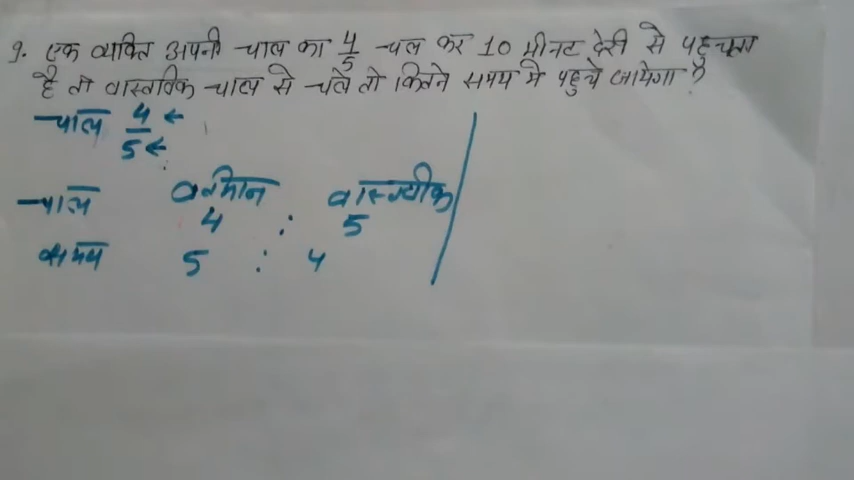 9. एक व्यक्ति अपनी चाल का 4/5 चल कर 10 मीनट देरी से पहुचता
है तो वास्तविक चाल से चले तो कितने समय मे पहुचे जायेगा ?
चाल 4/5
चाल वर्तमान वास्तवीक
4 : 5
समय 5 : 4